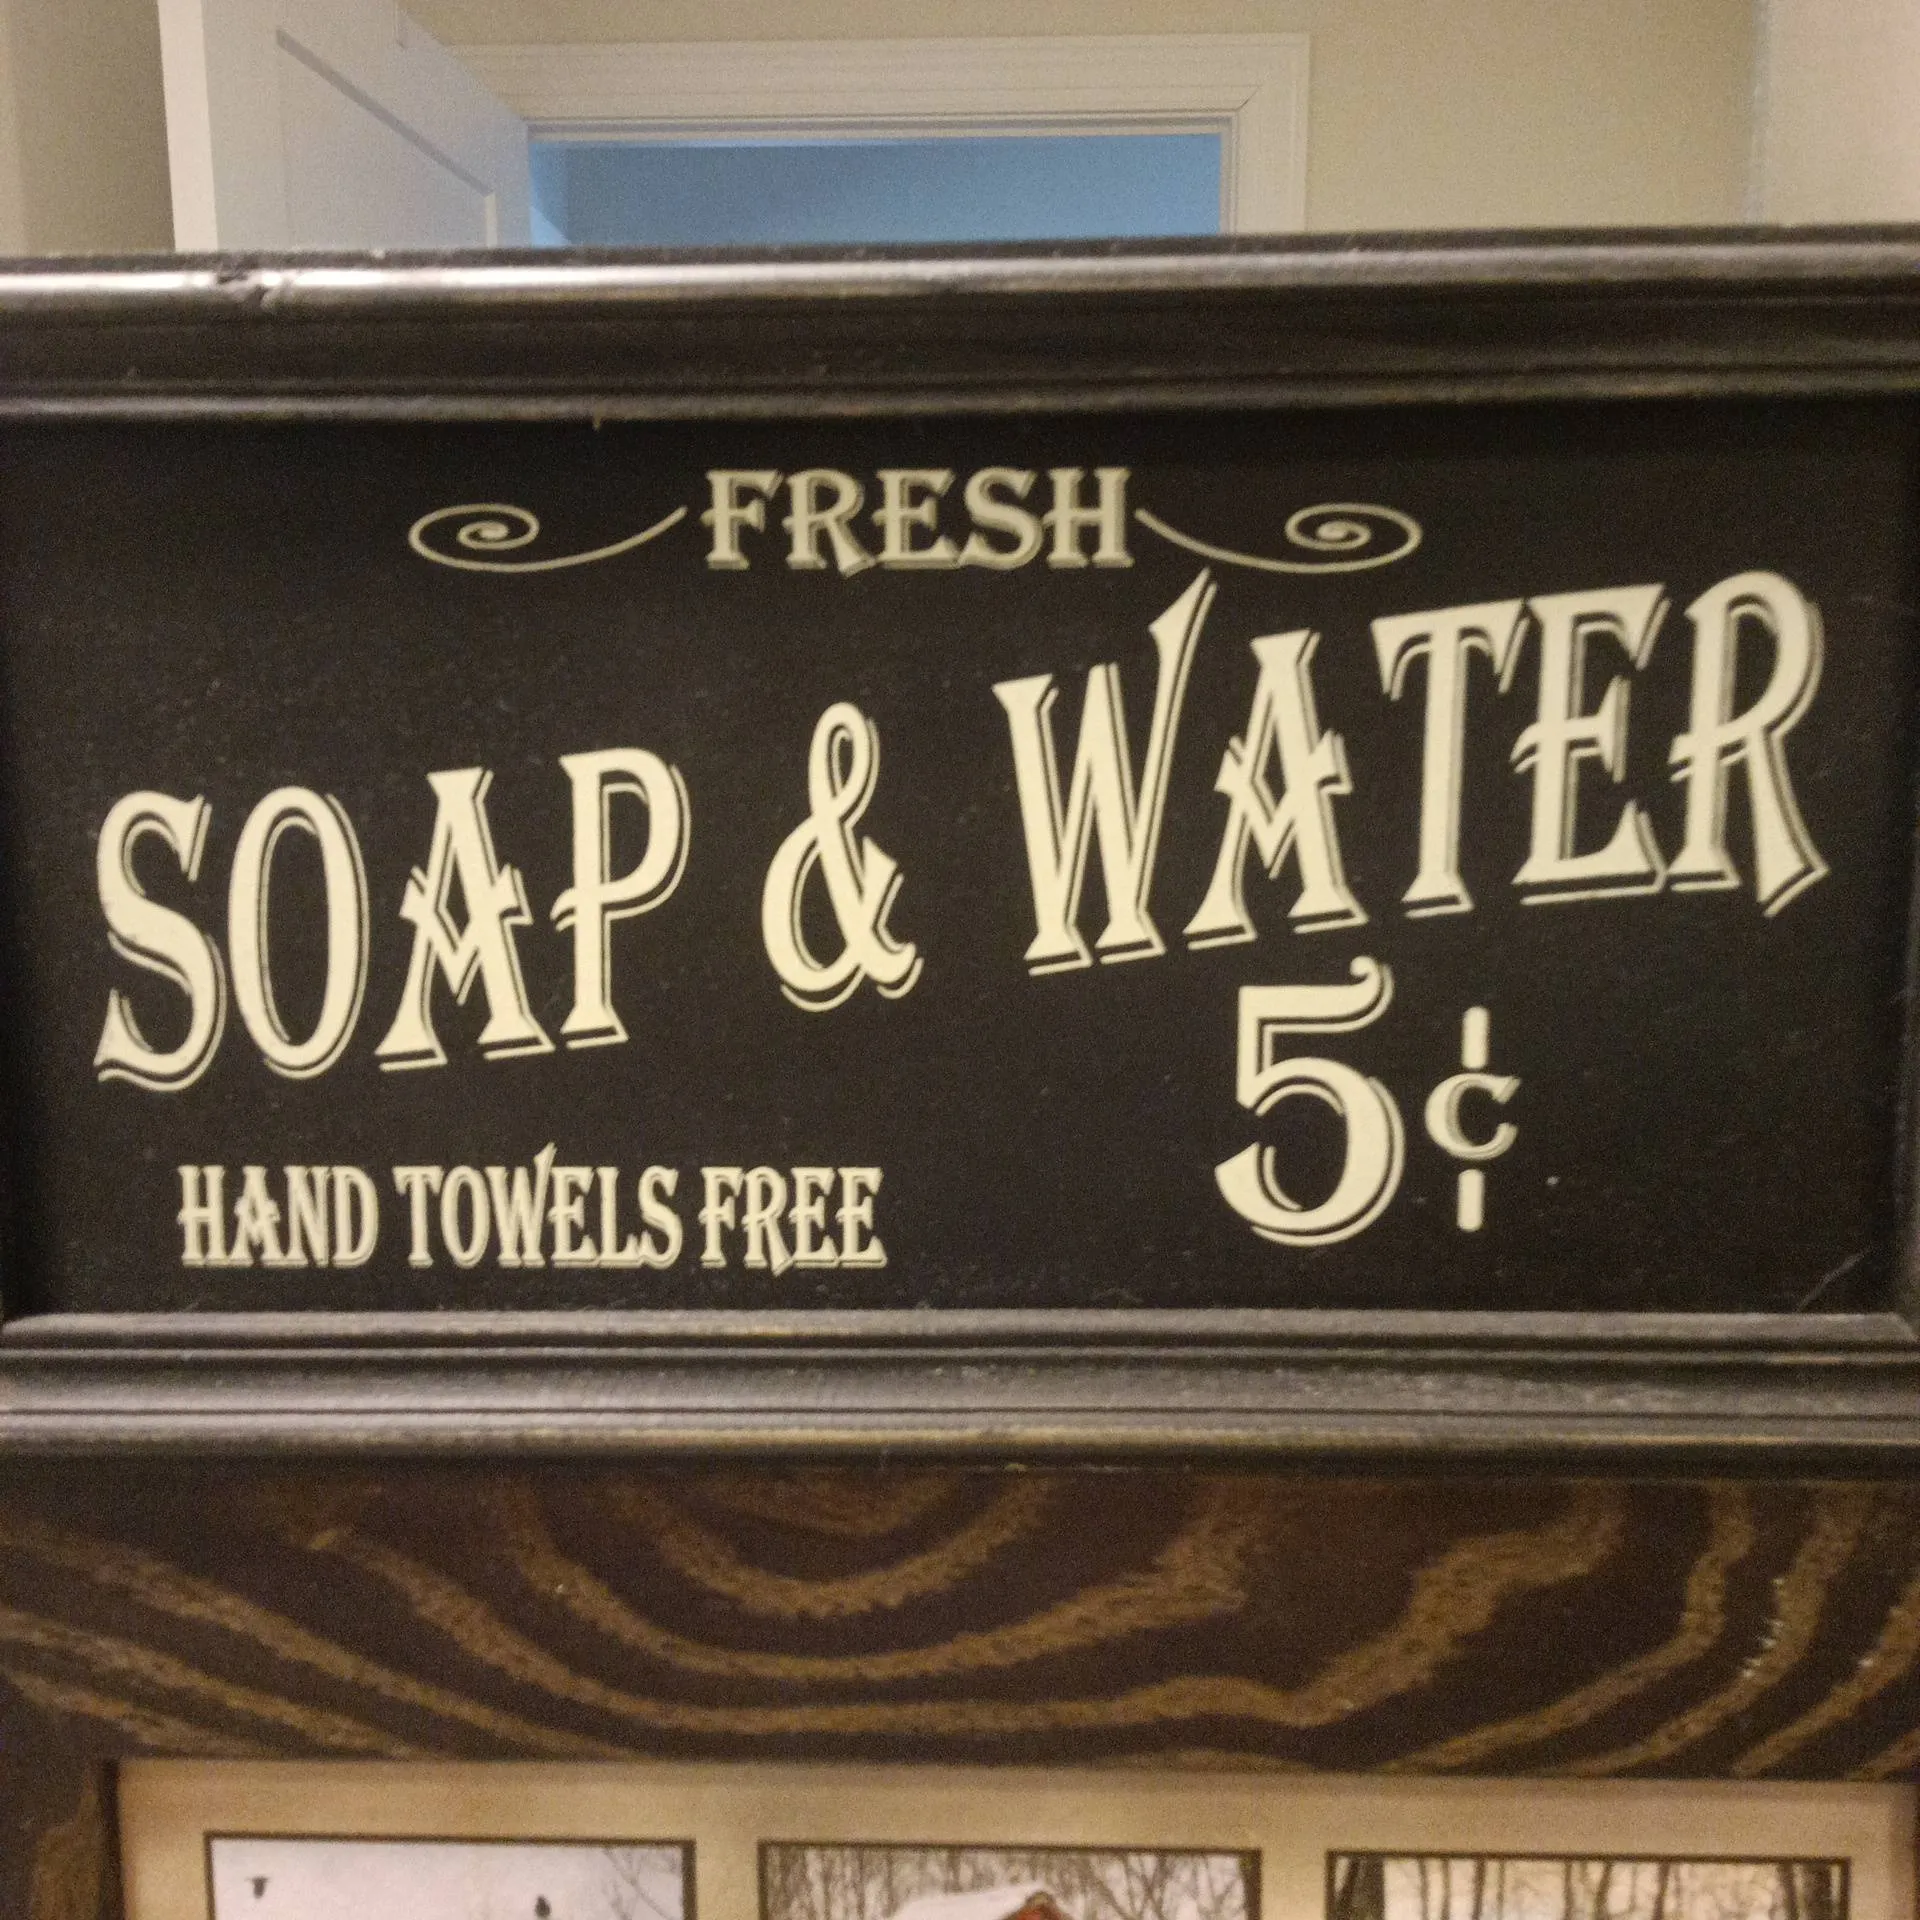 FRESH
SOAP & WATER
5¢
HAND TOWELS FREE